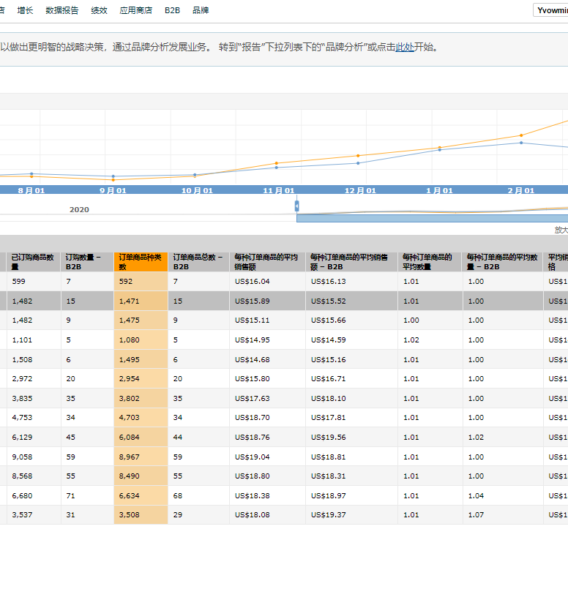 增长 数据报告 绩效 应用商店 B2B 品牌
以做出更明智的战略决策，通过品牌分析发展业务。 转到"报告"下拉列表下的"品牌分析"或点击此处开始。
8月01 9月01 10月01 11月01 12月01 1月01 2月01
2020
放大
已订购商品数量 订购数量 – B2B 订单商品种类数 订单商品总数 – B2B 每种订单商品的平均销售额 每种订单商品的平均销售额 – B2B 每种订单商品的平均数量 每种订单商品的平均数量 – B2B
599 7 592 7 US$16.04 US$16.13 1.01 1.00 US$1
1,482 15 1,471 15 US$15.89 US$15.52 1.01 1.00 US$1
1,482 9 1,475 9 US$15.11 US$15.66 1.00 1.00 US$1
1,101 5 1,080 5 US$14.95 US$14.59 1.02 1.00 US$1
1,508 6 1,495 6 US$14.68 US$15.16 1.01 1.00 US$1
2,972 20 2,954 20 US$15.80 US$16.71 1.01 1.00 US$1
3,835 35 3,802 35 US$17.63 US$18.10 1.01 1.00 US$1
4,753 34 4,703 34 US$18.70 US$17.81 1.01 1.00 US$1
6,129 45 6,084 44 US$18.76 US$19.56 1.01 1.02 US$1
9,058 59 8,967 59 US$19.04 US$18.81 1.01 1.00 US$1
8,568 55 8,490 55 US$18.80 US$18.31 1.01 1.00 US$1
6,680 71 6,634 68 US$18.38 US$18.97 1.01 1.04 US$1
3,537 31 3,508 29 US$18.08 US$19.37 1.01 1.07 US$1